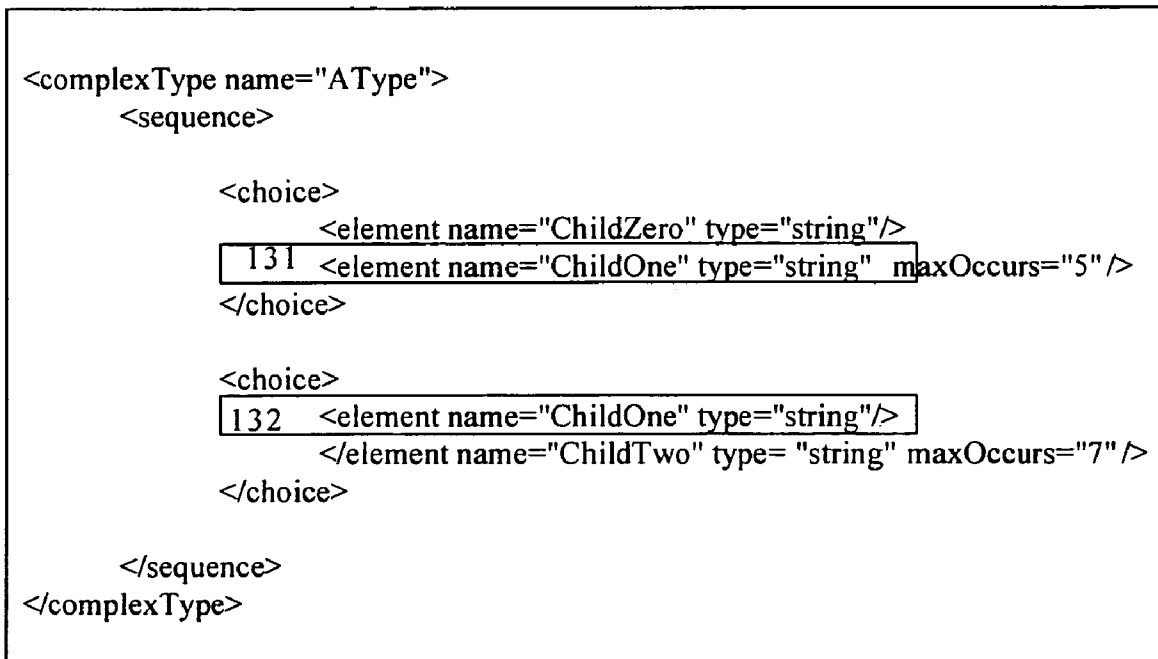 <complexType name="AType">
<sequence>
<choice>
<element name="ChildZero" type="string"/>
131 <element name="ChildOne" type="string" maxOccurs="5"/>
</choice>
<choice>
132 <element name="ChildOne" type="string"/>
</element name="ChildTwo" type= "string" maxOccurs="7"/>
</choice>
</sequence>
</complexType>